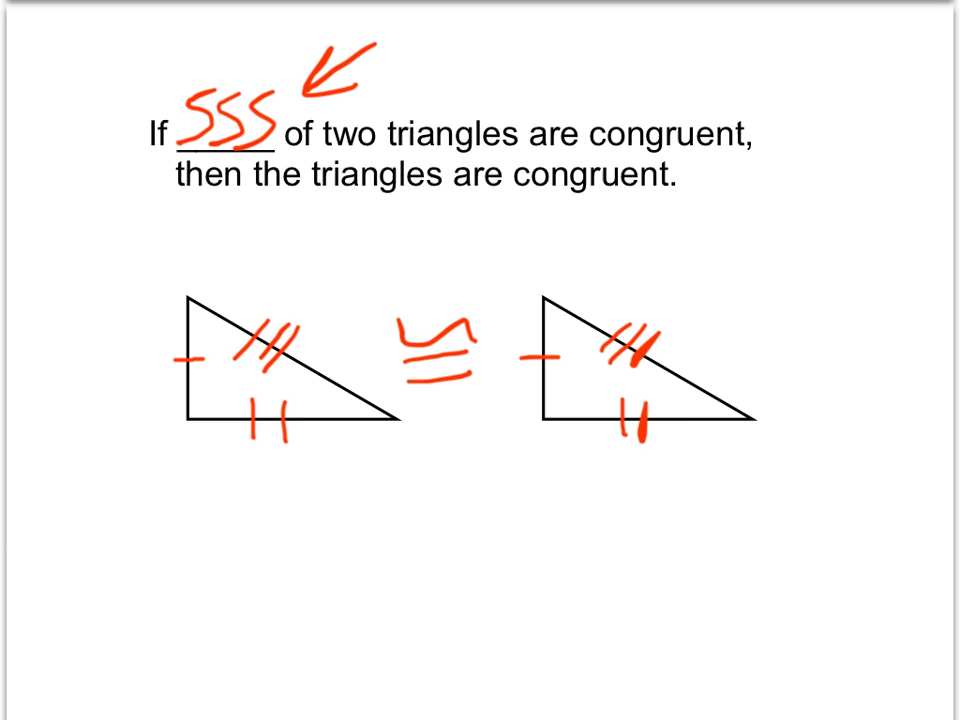 If SSS of two triangles are congruent,
then the triangles are congruent.
≅